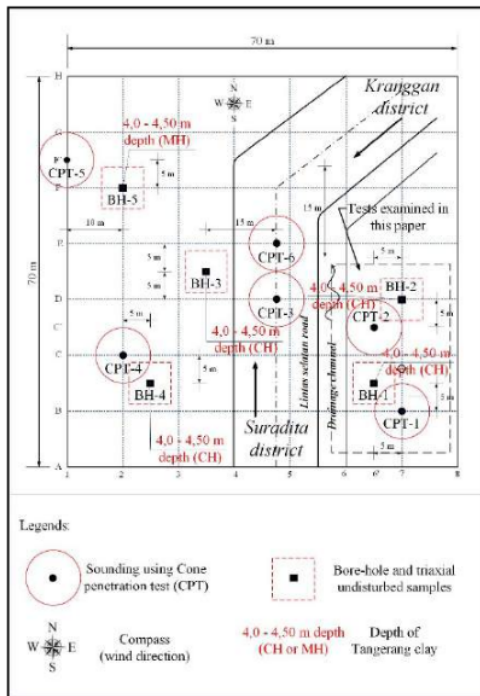 70 m
H
G
F'
F
E
D
C'
C
B
A
70 m
1
2
3
4
5
6
7
8
N
W
E
S
Kranggan
district
4,0 - 4,50 m
depth (MH)
CPT-5
BH-5
5 m
10 m
15 m
15 m
Tests examined in
this paper
CPT-6
5 m
5 m
BH-3
5 m
BH-2
4,0 - 4,50 m
depth (CH)
CPT-3
CPT-2
5 m
5 m
4,0 - 4,50 m
depth (CH)
4,0 - 4,50 m
depth (CH)
CPT-4
5 m
BH-4
BH-1
5 m
CPT-1
5 m
4,0 - 4,50 m
depth (CH)
Suradita
district
Lintas selatan road
Drainage channel
Legends:
Sounding using Cone
penetration test (CPT)
Bore-hole and triaxial
undisturbed samples
N
W
E
S
Compass
(wind direction)
4,0 - 4,50 m depth
(CH or MH)
Depth of
Tangerang clay